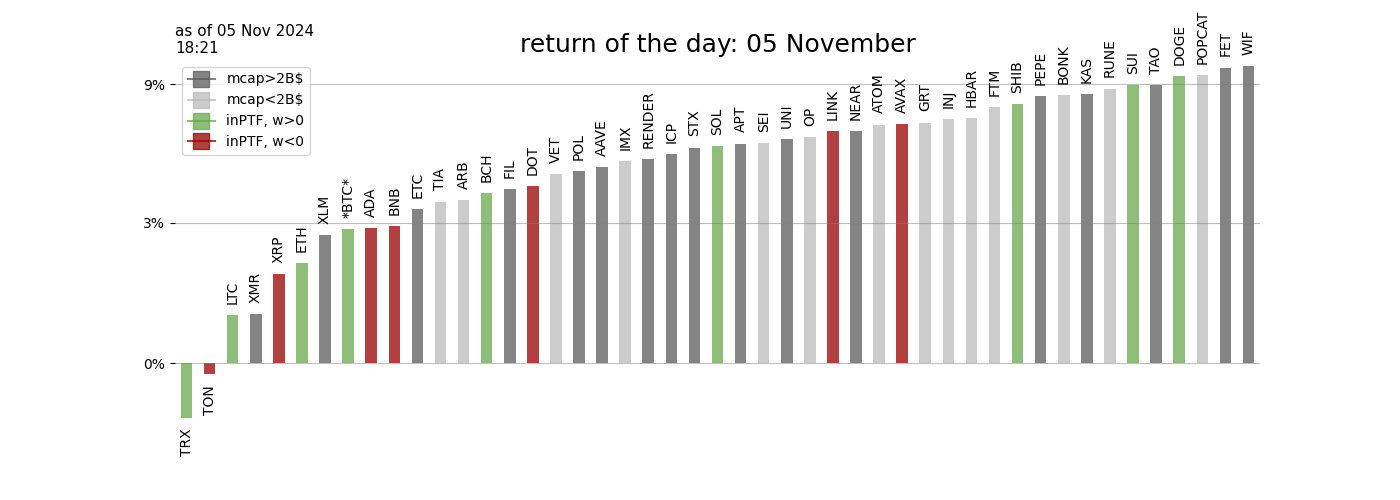 as of 05 Nov 2024
18:21
return of the day: 05 November
mcap>2B$
mcap<2B$
inPTF, w>0
inPTF, w<0
9%
3%
0%
TRX
TON
LTC
XMR
XRP
ETH
XLM
*BTC*
ADA
BNB
ETC
TIA
ARB
BCH
FIL
DOT
VET
POL
AAVE
IMX
RENDER
ICP
STX
SOL
APT
SEI
UNI
OP
LINK
NEAR
ATOM
AVAX
GRT
INJ
HBAR
FTM
SHIB
PEPE
BONK
KAS
RUNE
SUI
TAO
DOGE
POPCAT
FET
WIF